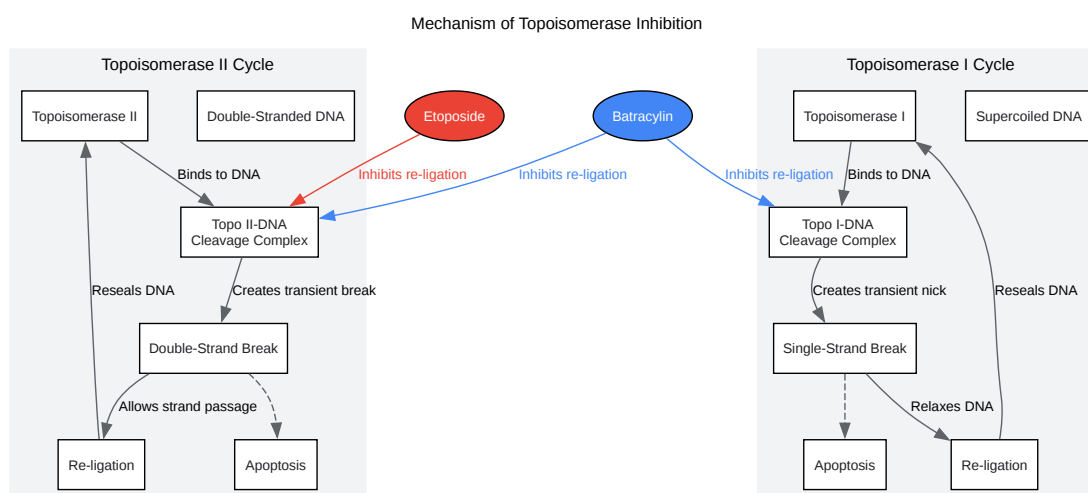 Mechanism of Topoisomerase Inhibition
Topoisomerase II Cycle
Topoisomerase I Cycle
Topoisomerase II
Double-Stranded DNA
Etoposide
Batracylin
Topoisomerase I
Supercoiled DNA
Binds to DNA
Inhibits re-ligation
Inhibits re-ligation
Inhibits re-ligation
Binds to DNA
Topo II-DNA
Cleavage Complex
Topo I-DNA
Cleavage Complex
Reseals DNA
Creates transient break
Creates transient nick
Reseals DNA
Double-Strand Break
Single-Strand Break
Allows strand passage
Relaxes DNA
Re-ligation
Apoptosis
Apoptosis
Re-ligation